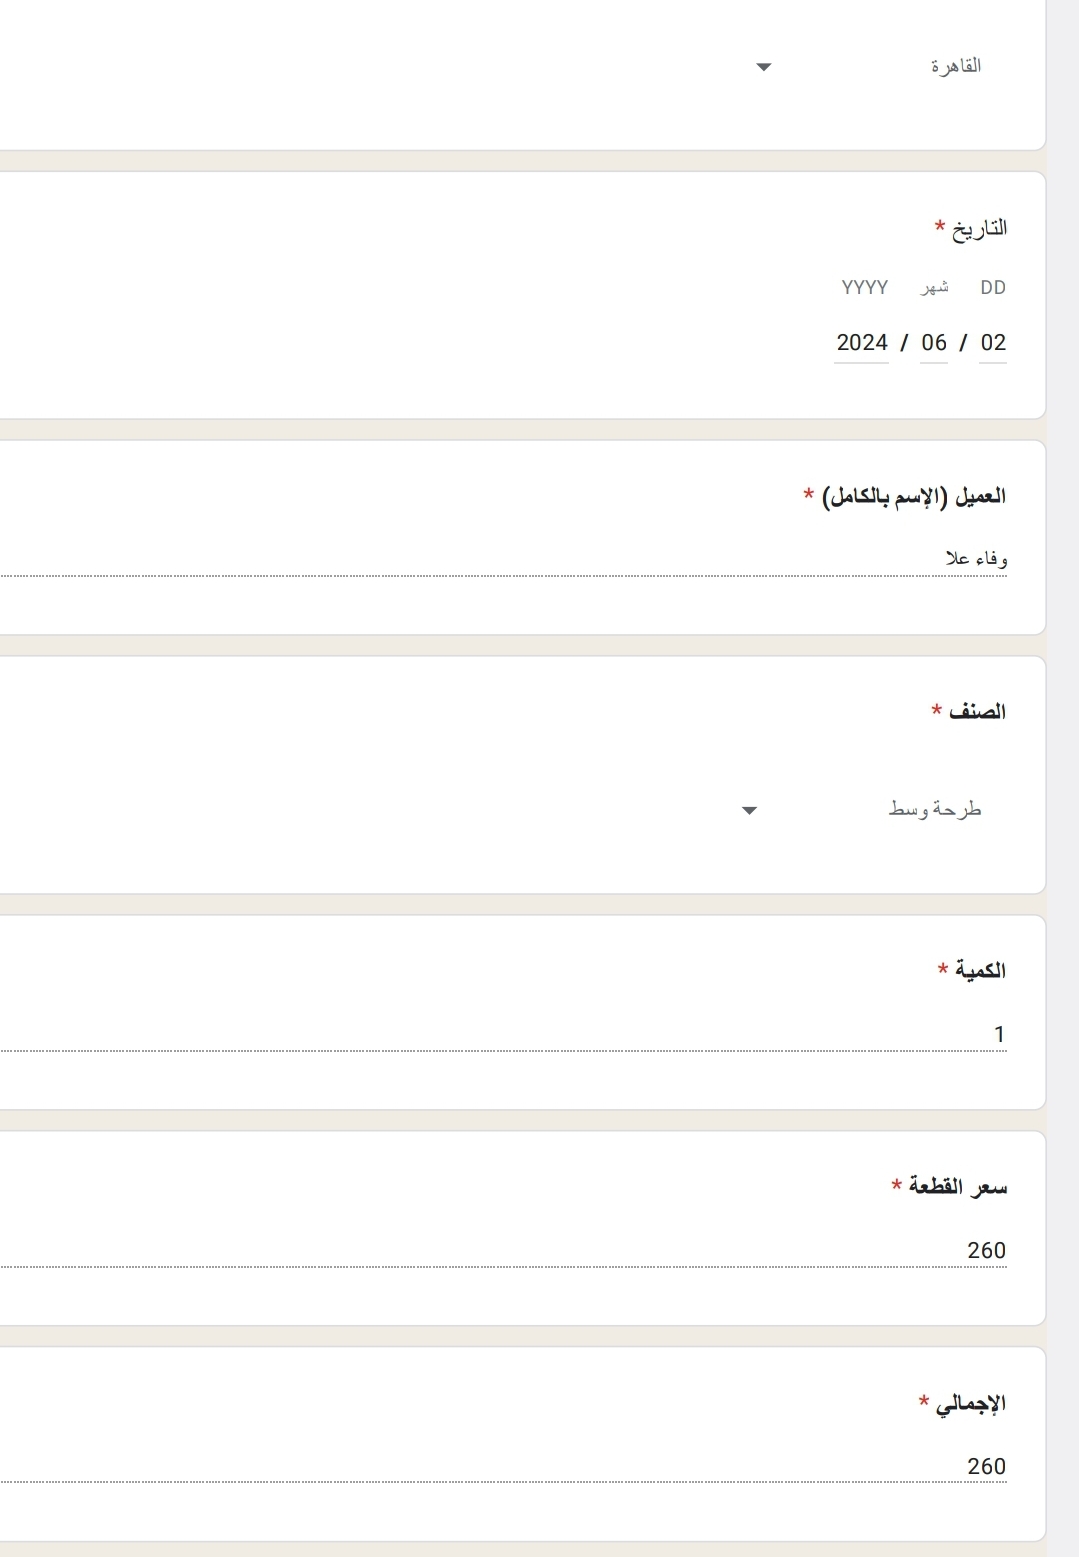 القاهرة
التاريخ *
DD شهر YYYY
02 / 06 / 2024
العميل (الإسم بالكامل) *
وفاء علا
الصنف *
طرحة وسط
الكمية *
1
سعر القطعة *
260
الإجمالي *
260